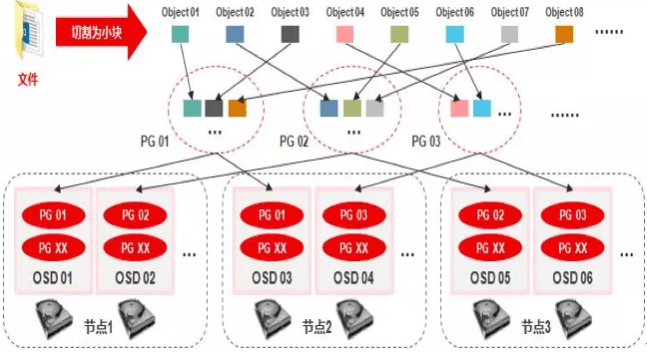 Object 01 Object 02 Object 03 Object 04 Object 05 Object 06 Object 07 Object 08 ······
切割为小块
文件
... ... ... ......
PG 01 PG 02 PG 03
PG 01 PG 02 PG 01 PG 03 PG 02 PG 03
PG XX PG XX ... PG XX PG XX ... PG XX PG XX ...
OSD 01 OSD 02 OSD 03 OSD 04 OSD 05 OSD 06
节点1 节点2 节点3